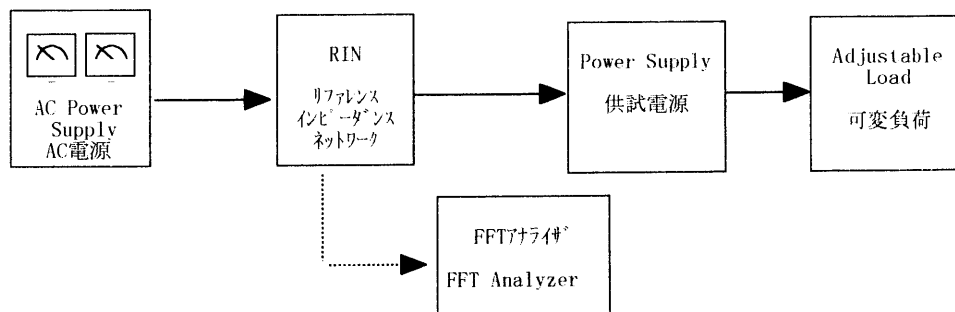 AC Power
Supply
AC電源
RIN
リファレンス
インピーダンス
ネットワーク
Power Supply
供試電源
Adjustable
Load
可変負荷
FFTアナライザ
FFT Analyzer